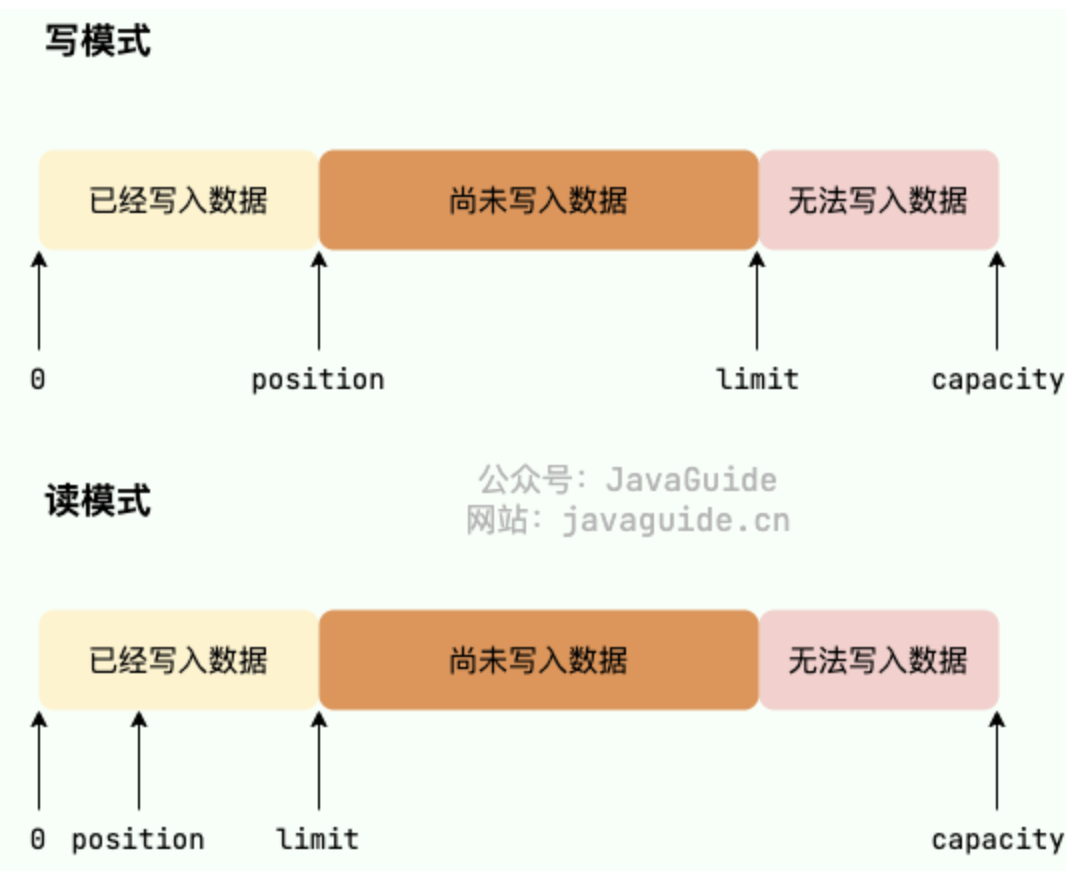 写模式
已经写入数据 尚未写入数据 无法写入数据
0 position limit capacity
公众号：JavaGuide
网站：javaguide.cn
读模式
已经写入数据 尚未写入数据 无法写入数据
0 position limit capacity